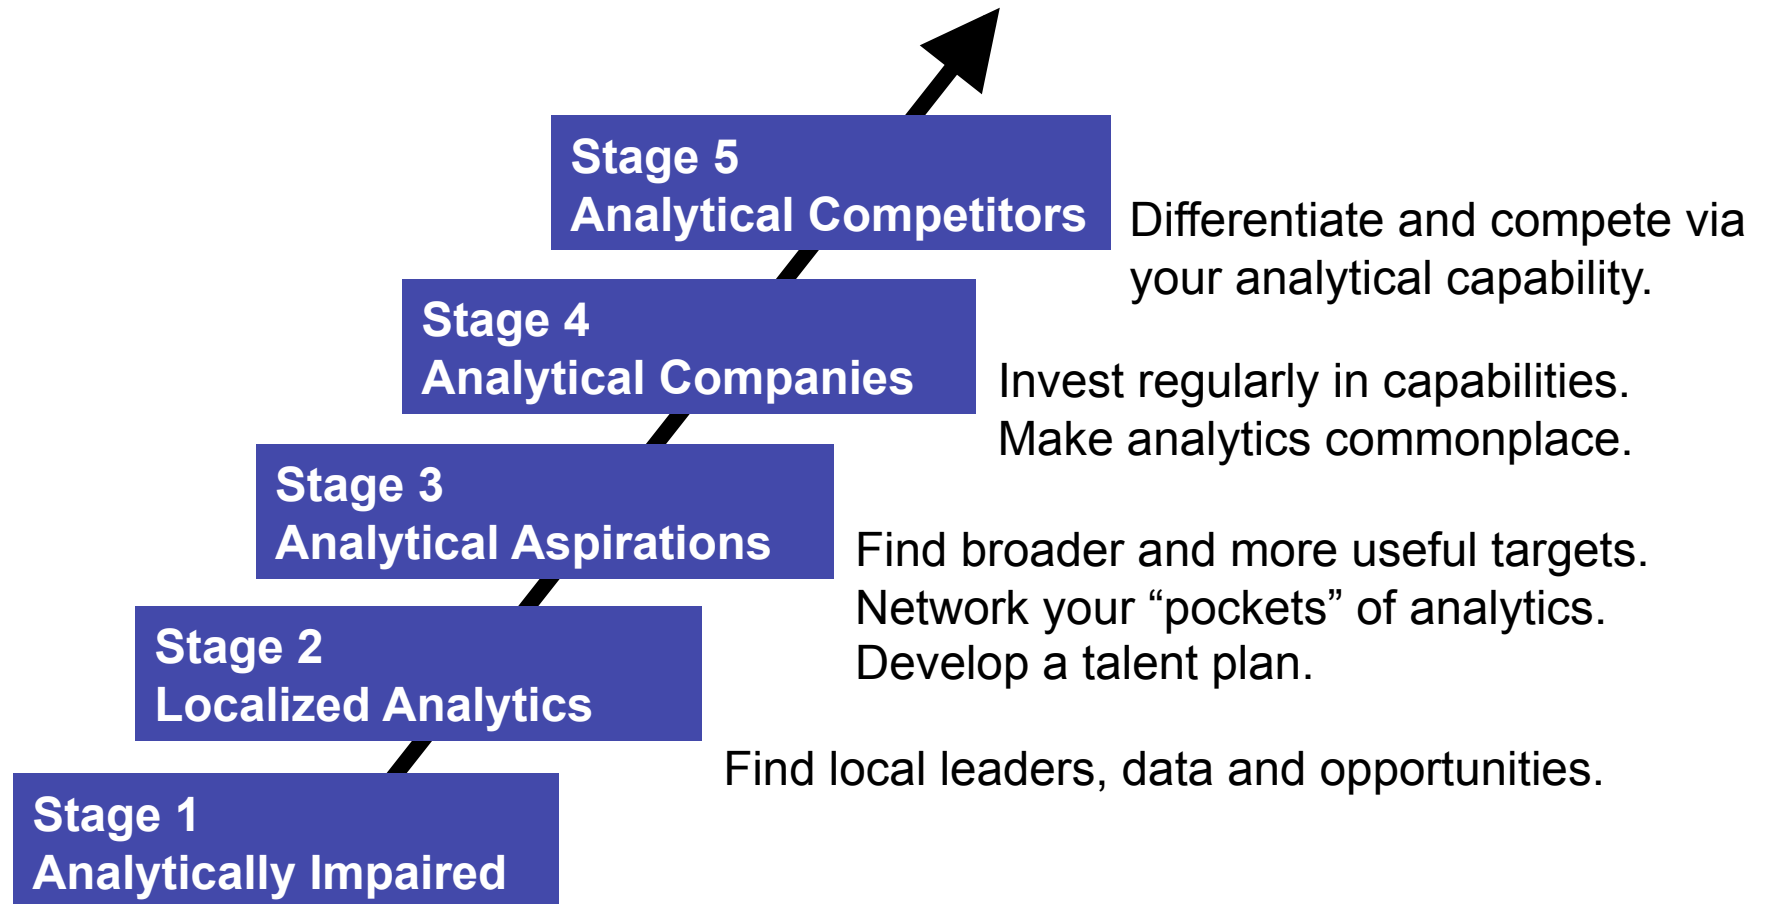 Stage 5
Analytical Competitors
Differentiate and compete via
your analytical capability.
Stage 4
Analytical Companies
Invest regularly in capabilities.
Make analytics commonplace.
Stage 3
Analytical Aspirations
Find broader and more useful targets.
Network your “pockets” of analytics.
Develop a talent plan.
Stage 2
Localized Analytics
Find local leaders, data and opportunities.
Stage 1
Analytically Impaired